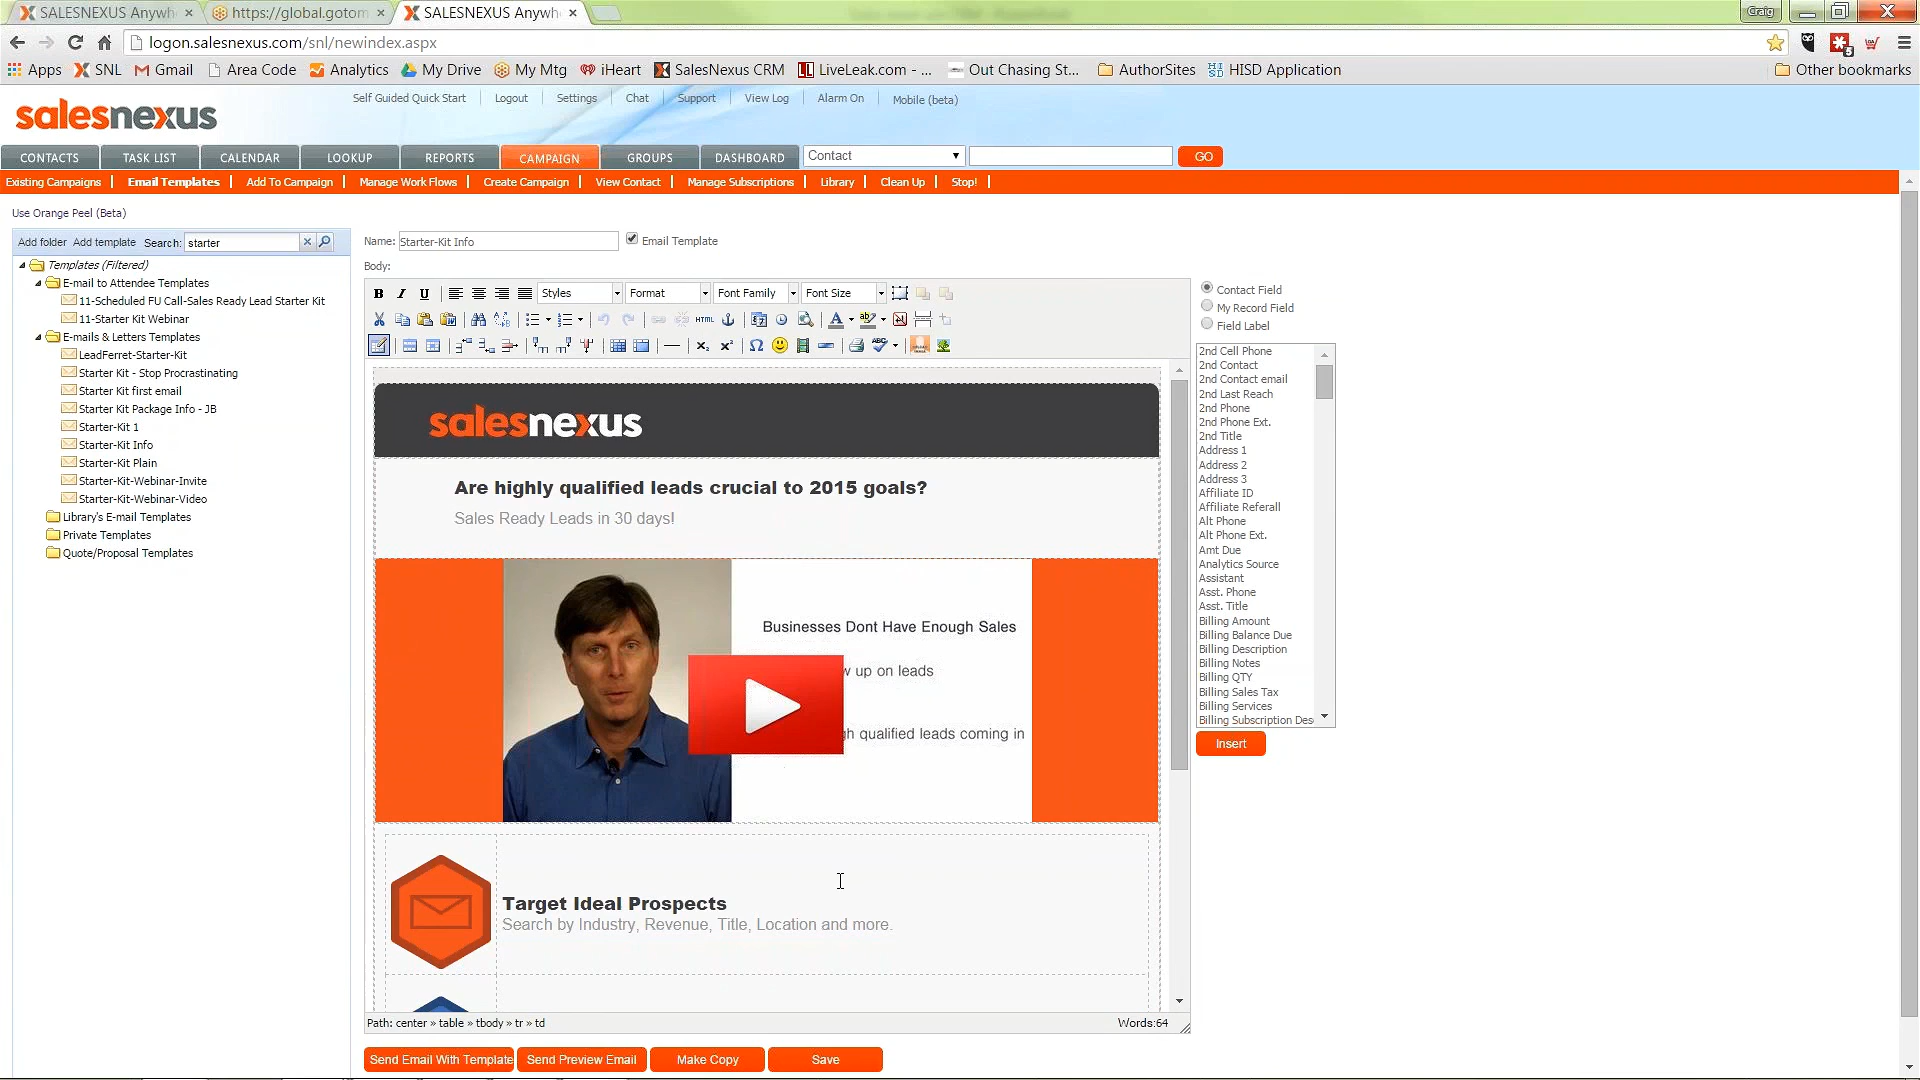 SALESNEXUS Anywh
https://global.gotom
SALESNEXUS Anywh
Craig
logon.salesnexus.com/snl/newindex.aspx
Apps SNL Gmail Area Code Analytics My Drive My Mtg iHeart SalesNexus CRM LiveLeak.com - ... Out Chasing St... AuthorSites HISD Application Other bookmarks
salesnexus
Self Guided Quick Start Logout Settings Chat Support View Log Alarm On Mobile (beta)
CONTACTS TASK LIST CALENDAR LOOKUP REPORTS CAMPAIGN GROUPS DASHBOARD Contact GO
Existing Campaigns Email Templates Add To Campaign Manage Work Flows Create Campaign View Contact Manage Subscriptions Library Clean Up Stop!
Use Orange Peel (Beta)
Add folder Add template Search: starter
Templates (Filtered)
E-mail to Attendee Templates
11-Scheduled FU Call-Sales Ready Lead Starter Kit
11-Starter Kit Webinar
E-mails & Letters Templates
LeadFerret-Starter-Kit
Starter Kit - Stop Procrastinating
Starter Kit first email
Starter Kit Package Info - JB
Starter-Kit 1
Starter-Kit Info
Starter-Kit Plain
Starter-Kit-Webinar-Invite
Starter-Kit-Webinar-Video
Library's E-mail Templates
Private Templates
Quote/Proposal Templates
Name: Starter-Kit Info Email Template
Body:
B I U Styles Format Font Family Font Size
HTML
salesnexus
Are highly qualified leads crucial to 2015 goals?
Sales Ready Leads in 30 days!
Businesses Dont Have Enough Sales
w up on leads
gh qualified leads coming in
Target Ideal Prospects
Search by Industry, Revenue, Title, Location and more.
Path: center » table » tbody » tr » td Words:64
Send Email With Template Send Preview Email Make Copy Save
Contact Field
My Record Field
Field Label
2nd Cell Phone
2nd Contact
2nd Contact email
2nd Last Reach
2nd Phone
2nd Phone Ext.
2nd Title
Address 1
Address 2
Address 3
Affiliate ID
Affiliate Referall
Alt Phone
Alt Phone Ext.
Amt Due
Analytics Source
Assistant
Asst. Phone
Asst. Title
Billing Amount
Billing Balance Due
Billing Description
Billing Notes
Billing QTY
Billing Sales Tax
Billing Services
Billing Subscription Des
Insert